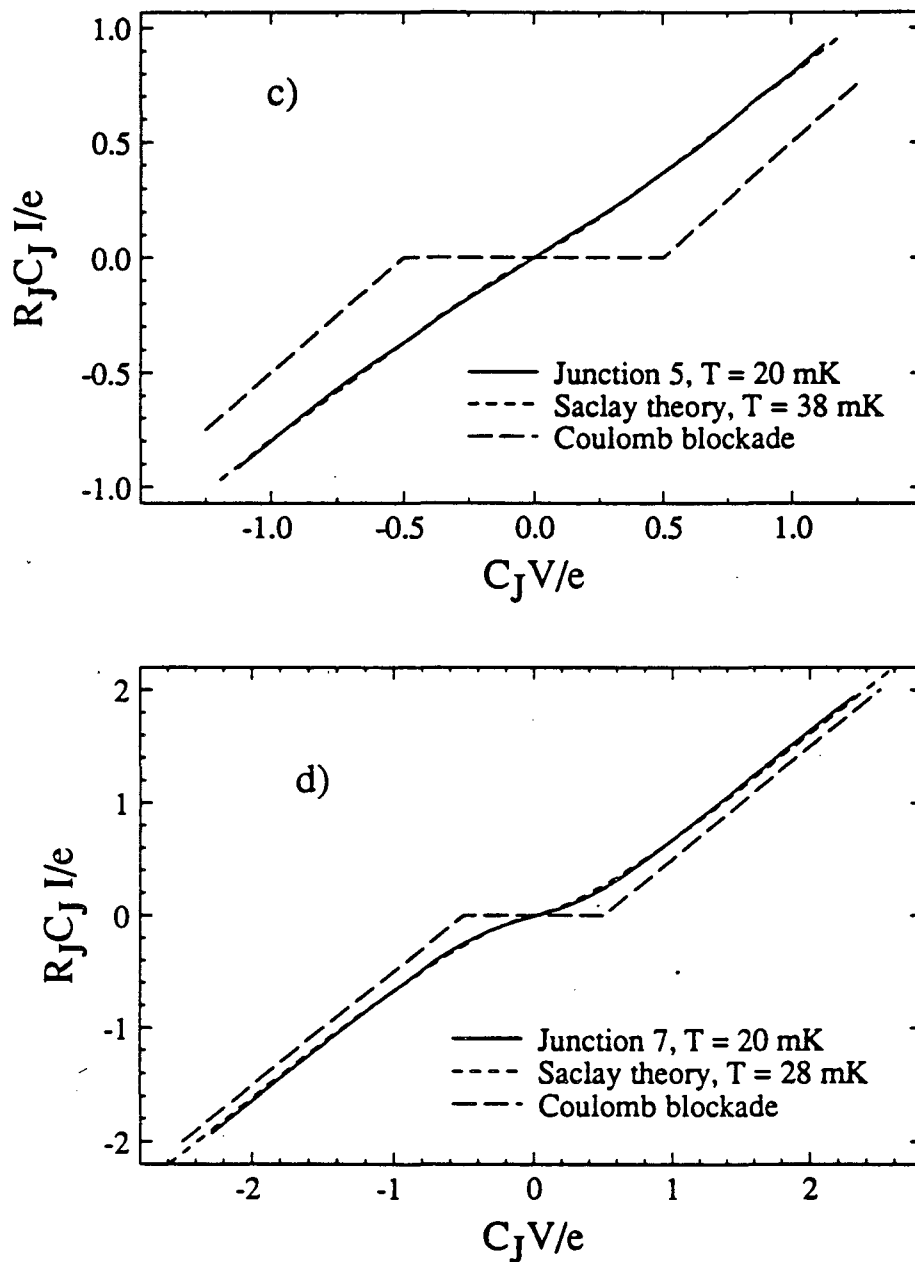 c)
1.0
0.5
0.0
-0.5
-1.0
R_J C_J I/e
Junction 5, T = 20 mK
Saclay theory, T = 38 mK
Coulomb blockade
-1.0 -0.5 0.0 0.5 1.0
C_J V/e
d)
2
1
0
-1
-2
R_J C_J I/e
Junction 7, T = 20 mK
Saclay theory, T = 28 mK
Coulomb blockade
-2 -1 0 1 2
C_J V/e